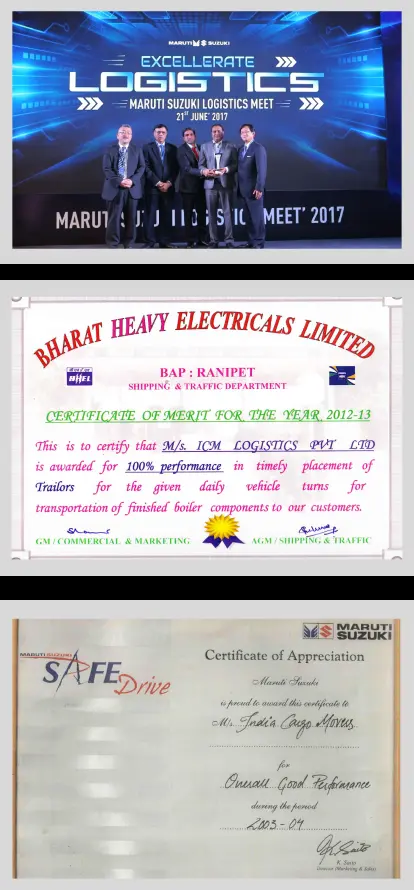 MARUTI SUZUKI
EXCELLERATE
LOGISTICS
MARUTI SUZUKI LOGISTICS MEET
21ST JUNE' 2017
MEET' 2017
BHARAT HEAVY ELECTRICALS LIMITED
BHEL
BAP : RANIPET
SHIPPING & TRAFFIC DEPARTMENT
CERTIFICATE OF MERIT FOR THE YEAR 2012-13
This is to certify that M/s. ICM LOGISTICS PVT LTD
is awarded for 100% performance in timely placement of
Trailors for the given daily vehicle turns for
transportation of finished boiler components to our customers.
GM / COMMERCIAL & MARKETING
AGM / SHIPPING & TRAFFIC
MARUTI SUZUKI
MARUTI SUZUKI
SAFE Drive
Certificate of Appreciation
Maruti Suzuki
is proud to award this certificate to
M/s India Cargo Movers
for
Overall Good Performance
during the period
2003-04
K. Saito
Director (Marketing & Sales)